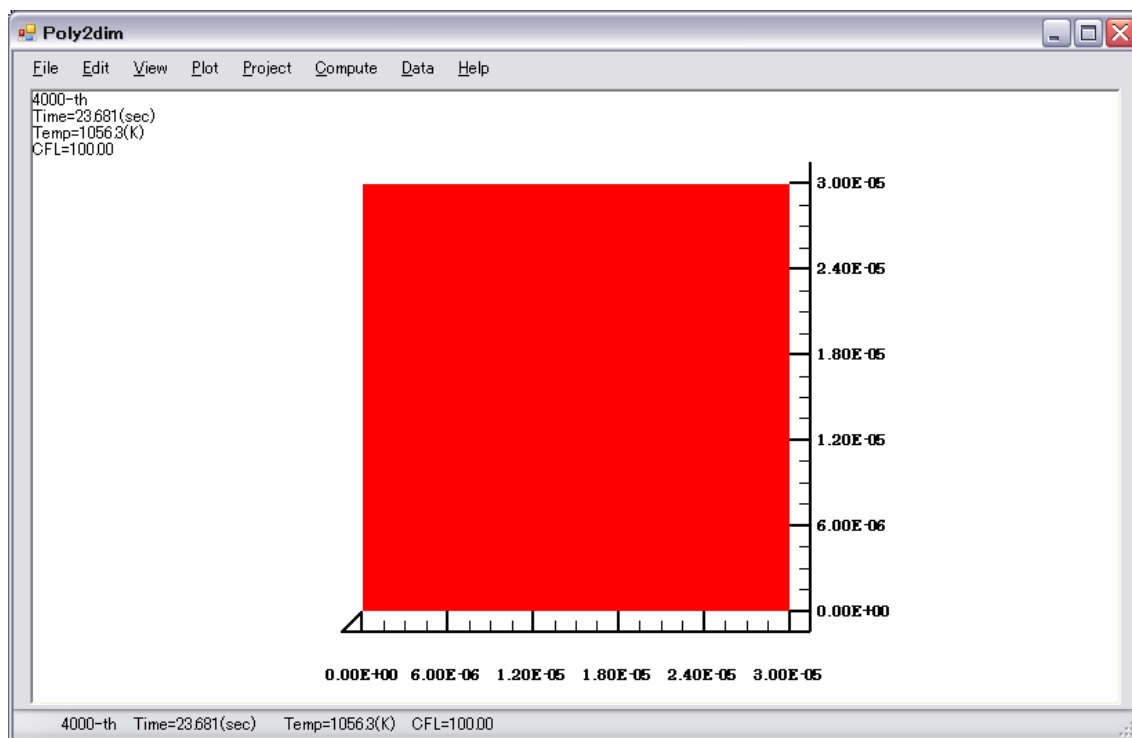 Poly2dim
File Edit View Plot Project Compute Data Help
4000-th
Time=23.681(sec)
Temp=1056.3(K)
CFL=100.00
3.00E-05
2.40E-05
1.80E-05
1.20E-05
6.00E-06
0.00E+00
0.00E+00 6.00E-06 1.20E-05 1.80E-05 2.40E-05 3.00E-05
4000-th Time=23.681(sec) Temp=1056.3(K) CFL=100.00